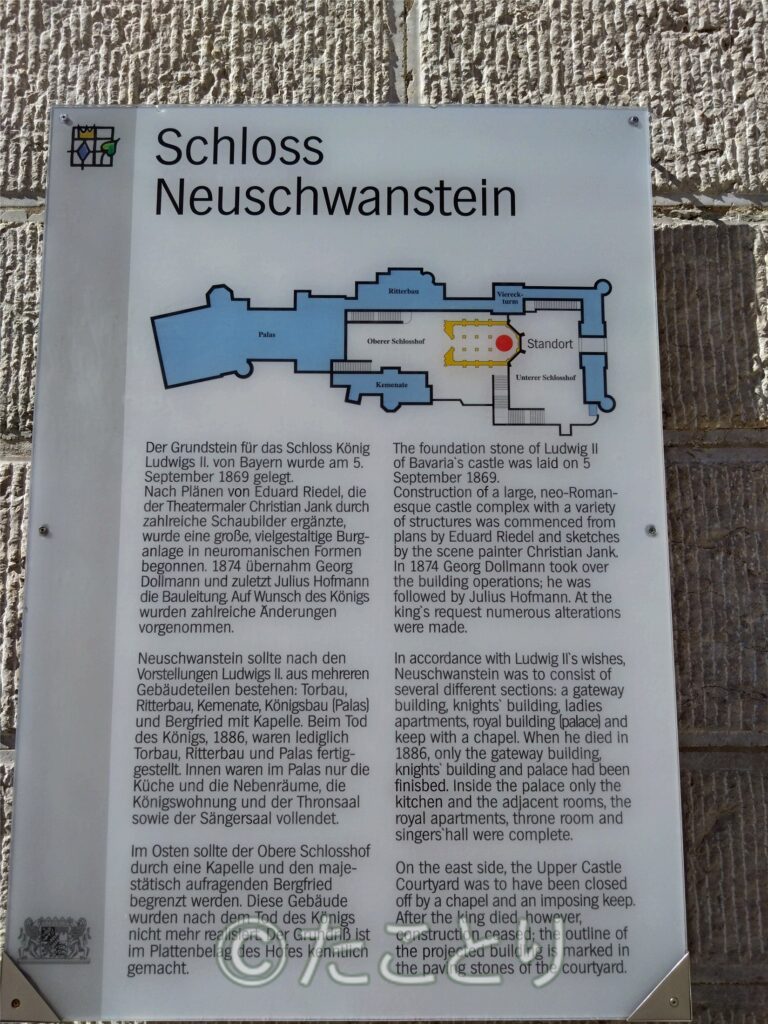 Schloss
Neuschwanstein
Ritterbau
Viereck-
turm
Palas
Oberer Schlosshof
Standort
Kemenate
Unterer Schlosshof
Der Grundstein für das Schloss König
Ludwigs II. von Bayern wurde am 5.
September 1869 gelegt.
Nach Plänen von Eduard Riedel, die
der Theatermaler Christian Jank durch
zahlreiche Schaubilder ergänzte,
wurde eine große, vielgestaltige Burg-
anlage in neuromanischen Formen
begonnen. 1874 übernahm Georg
Dollmann und zuletzt Julius Hofmann
die Bauleitung. Auf Wunsch des Königs
wurden zahlreiche Änderungen
vorgenommen.
Neuschwanstein sollte nach den
Vorstellungen Ludwigs II. aus mehreren
Gebäudeteilen bestehen: Torbau,
Ritterbau, Kemenate, Königsbau (Palas)
und Bergfried mit Kapelle. Beim Tod
des Königs, 1886, waren lediglich
Torbau, Ritterbau und Palas fertig-
gestellt. Innen waren im Palas nur die
Küche und die Nebenräume, die
Königswohnung und der Thronsaal
sowie der Sängersaal vollendet.
Im Osten sollte der Obere Schlosshof
durch eine Kapelle und den maje-
stätisch aufragenden Bergfried
begrenzt werden. Diese Gebäude
wurden nach dem Tod des Königs
nicht mehr realisiert. Der Grundriß ist
im Plattenbelag des Hofes kenntlich
gemacht.
The foundation stone of Ludwig II
of Bavaria`s castle was laid on 5
September 1869.
Construction of a large, neo-Roman-
esque castle complex with a variety
of structures was commenced from
plans by Eduard Riedel and sketches
by the scene painter Christian Jank.
In 1874 Georg Dollmann took over
the building operations; he was
followed by Julius Hofmann. At the
king`s request numerous alterations
were made.
In accordance with Ludwig II`s wishes,
Neuschwanstein was to consist of
several different sections: a gateway
building, knights` building, ladies
apartments, royal building (palace) and
keep with a chapel. When he died in
1886, only the gateway building,
knights` building and palace had been
finisbed. Inside the palace only the
kitchen and the adjacent rooms, the
royal apartments, throne room and
singers`hall were complete.
On the east side, the Upper Castle
Courtyard was to have been closed
off by a chapel and an imposing keep.
After the king died, however,
construction ceased; the outline of
the projected building is marked in
the paving stones of the courtyard.
©たことり